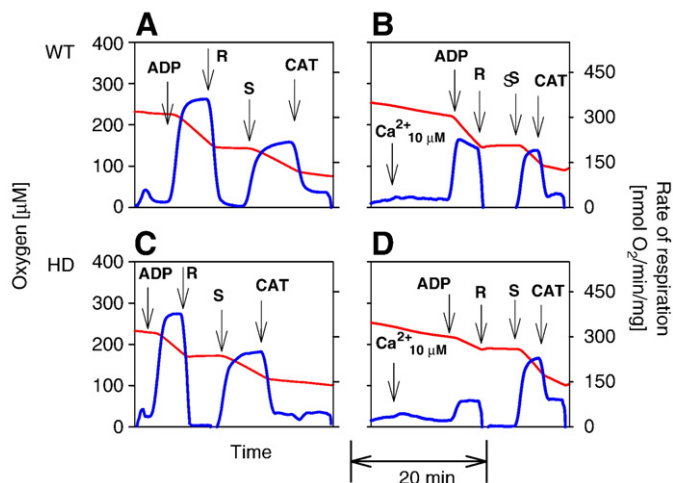 A
B
WT
400
300
200
100
0
ADP
R
S
CAT
ADP
R
SS
CAT
Ca2+ 10 μM
450
300
150
0
C
D
HD
400
300
200
100
0
ADP
R
S
CAT
ADP
R
S
CAT
Ca2+ 10 μM
450
300
150
0
Oxygen [μM]
Rate of respiration
[nmol O2/min/mg]
Time
20 min